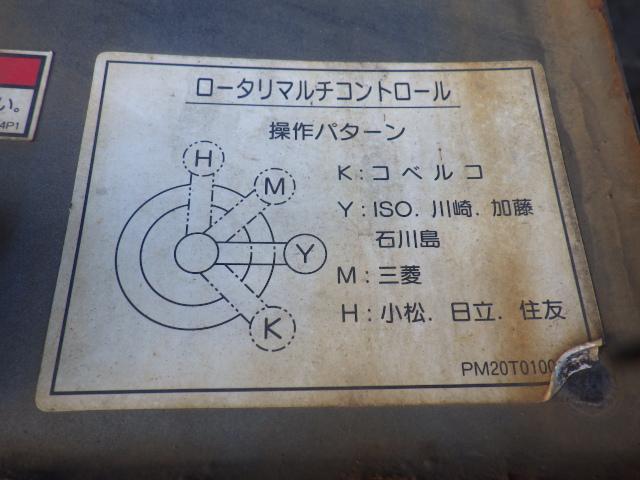 い。
4P1
ロータリマルチコントロール
操作パターン
H
M
Y
K
K:コベルコ
Y:ISO. 川崎. 加藤
石川島
M:三菱
H:小松. 日立. 住友
PM20T0100